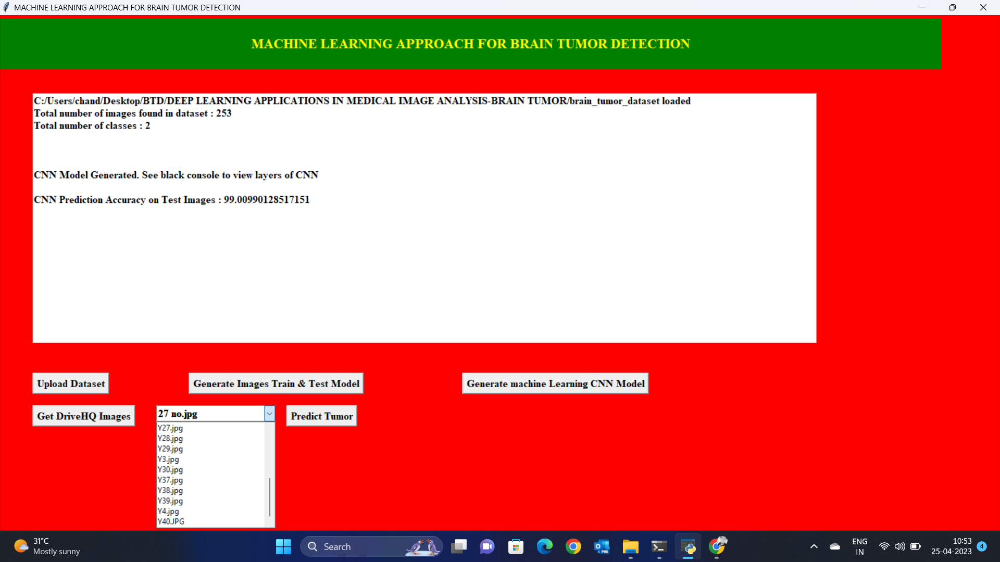 MACHINE LEARNING APPROACH FOR BRAIN TUMOR DETECTION
MACHINE LEARNING APPROACH FOR BRAIN TUMOR DETECTION
C:/Users/chand/Desktop/BTD/DEEP LEARNING APPLICATIONS IN MEDICAL IMAGE ANALYSIS-BRAIN TUMOR/brain_tumor_dataset loaded
Total number of images found in dataset : 253
Total number of classes : 2
CNN Model Generated. See black console to view layers of CNN
CNN Prediction Accuracy on Test Images : 99.00990128517151
Upload Dataset
Generate Images Train & Test Model
Generate machine Learning CNN Model
Get DriveHQ Images
27 no.jpg
Predict Tumor
Y27.jpg
Y28.jpg
Y29.jpg
Y3.jpg
Y30.jpg
Y37.jpg
Y38.jpg
Y39.jpg
Y4.jpg
Y40.JPG
31°C
Mostly sunny
Search
PRE
ENG
IN
10:53
25-04-2023
4